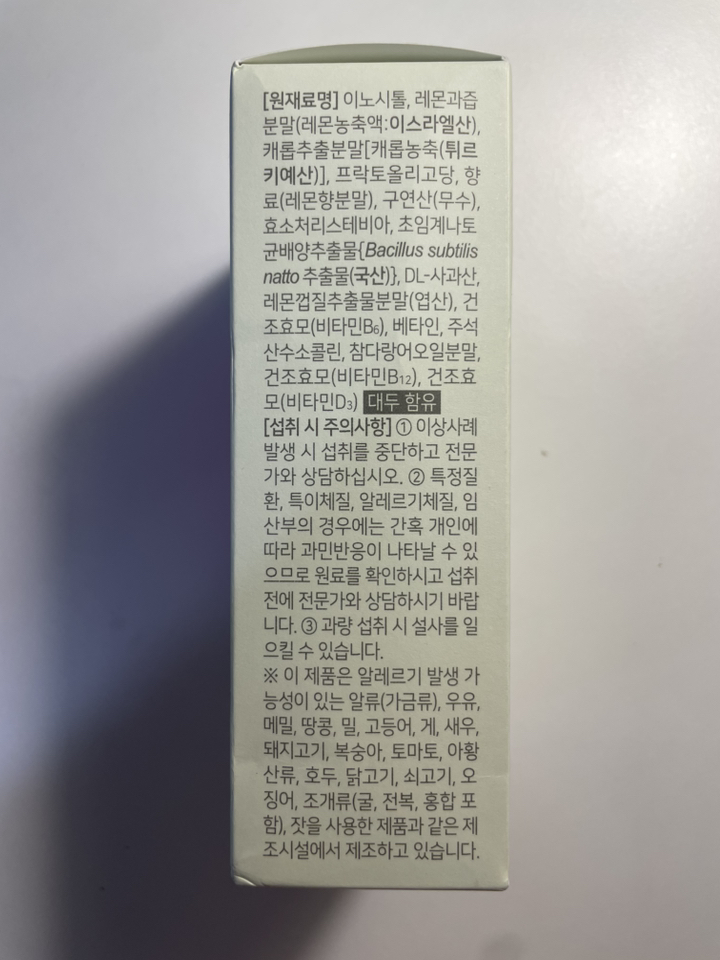 [원재료명] 이노시톨, 레몬과즙
분말(레몬농축액:이스라엘산),
캐롭추출분말[캐롭농축(튀르
키예산)], 프락토올리고당, 향
료(레몬향분말), 구연산(무수),
효소처리스테비아, 초임계나토
균배양추출물{Bacillus subtilis
natto 추출물(국산)}, DL-사과산,
레몬껍질추출물분말(엽산), 건
조효모(비타민B₆), 베타인, 주석
산수소콜린, 참다랑어오일분말,
건조효모(비타민B₁₂), 건조효
모(비타민D₃) 대두 함유
[섭취 시 주의사항] ① 이상사례
발생 시 섭취를 중단하고 전문
가와 상담하십시오. ② 특정질
환, 특이체질, 알레르기체질, 임
산부의 경우에는 간혹 개인에
따라 과민반응이 나타날 수 있
으므로 원료를 확인하시고 섭취
전에 전문가와 상담하시기 바랍
니다. ③ 과량 섭취 시 설사를 일
으킬 수 있습니다.
※ 이 제품은 알레르기 발생 가
능성이 있는 알류(가금류), 우유,
메밀, 땅콩, 밀, 고등어, 게, 새우,
돼지고기, 복숭아, 토마토, 아황
산류, 호두, 닭고기, 쇠고기, 오
징어, 조개류(굴, 전복, 홍합 포
함), 잣을 사용한 제품과 같은 제
조시설에서 제조하고 있습니다.